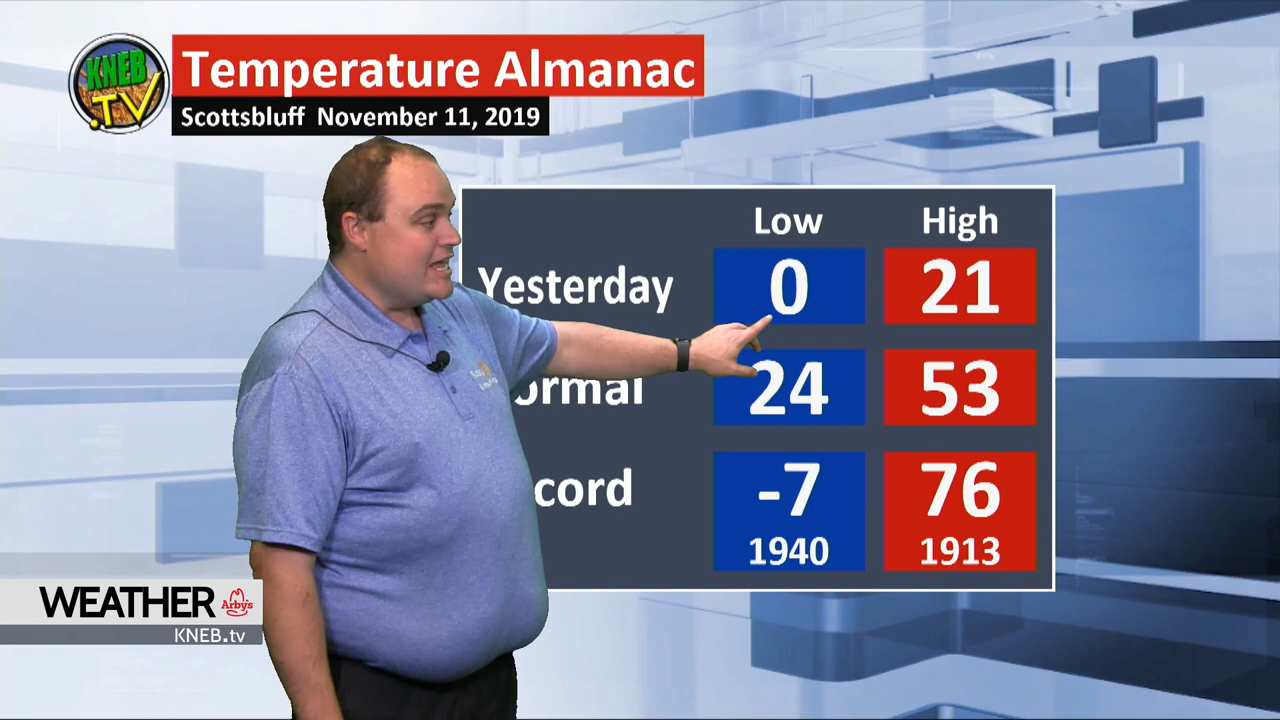 KNEB
.TV
Temperature Almanac
Scottsbluff November 11, 2019
Low High
Yesterday 0 21
ormal 24 53
cord -7 76
1940 1913
WEATHER Arby's
KNEB.tv